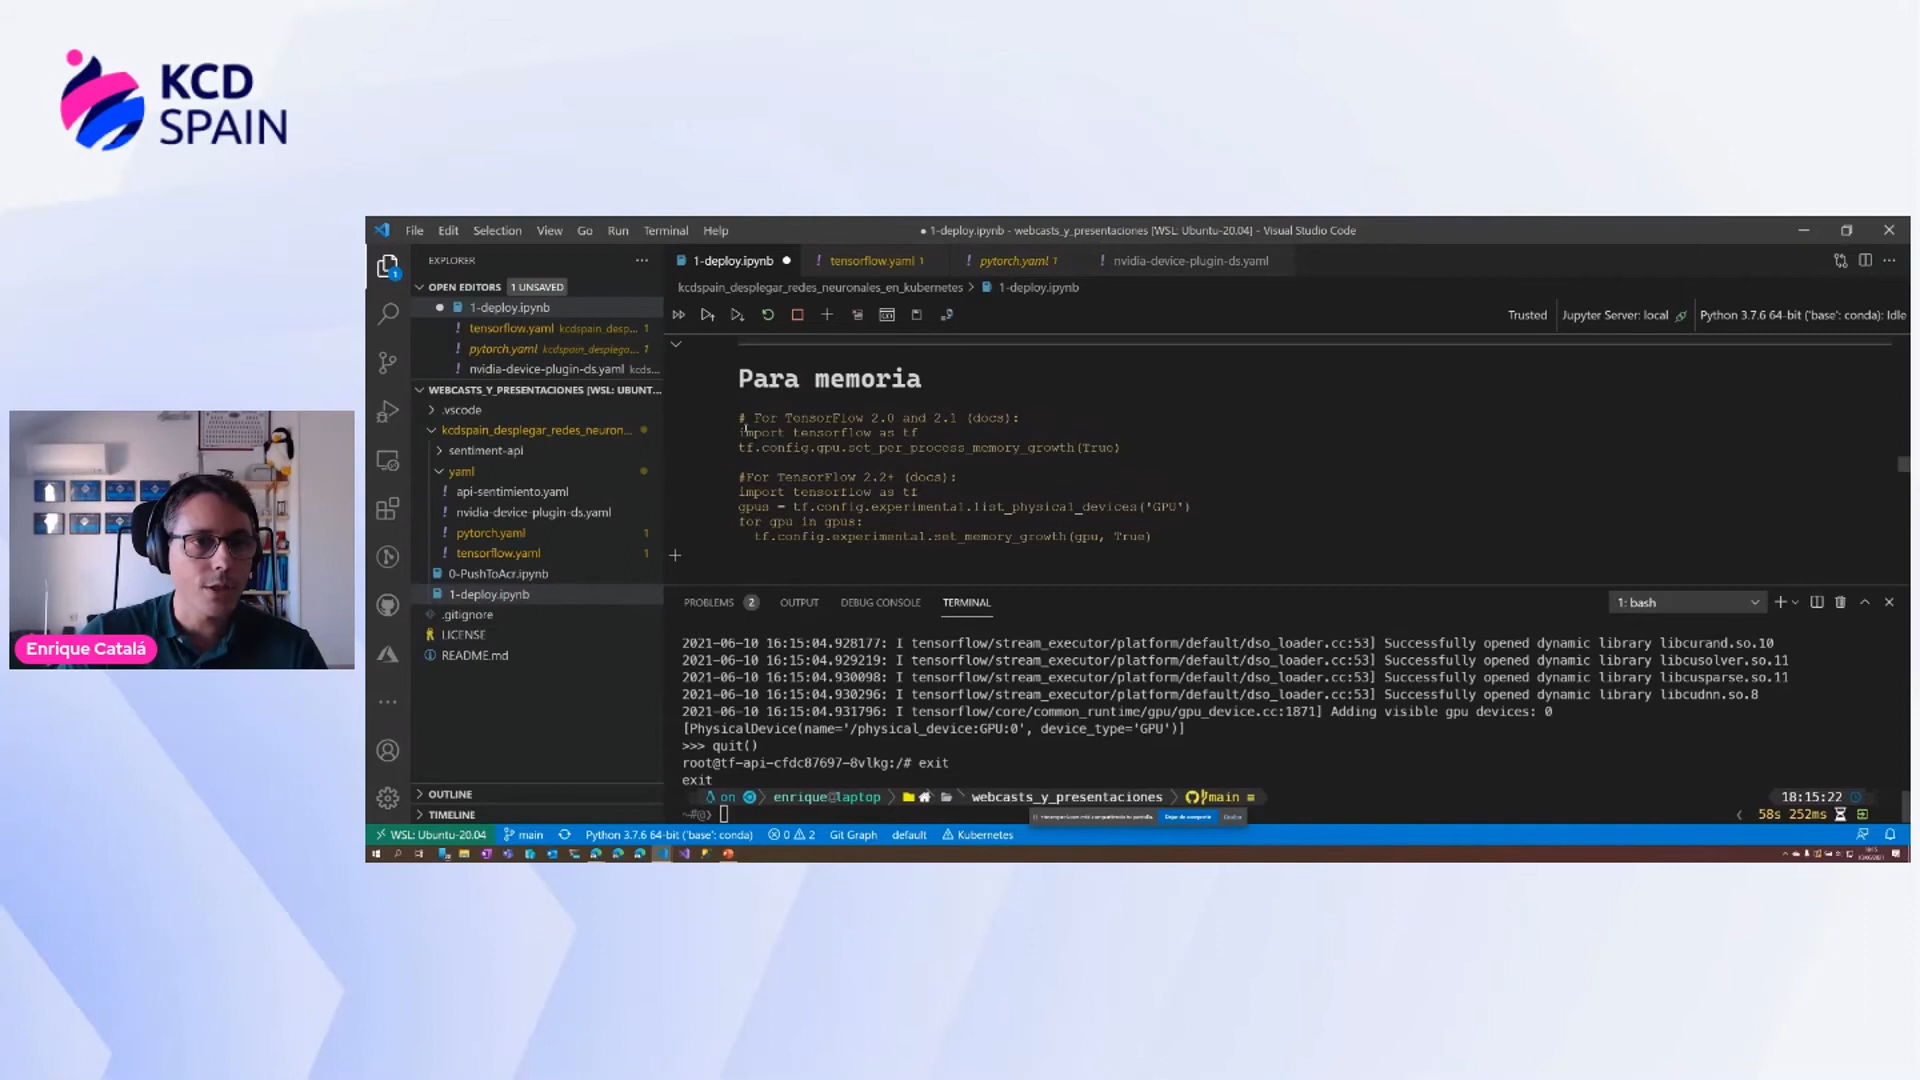 KCD
SPAIN
Enrique Catalá
File Edit Selection View Go Run Terminal Help
● 1-deploy.ipynb - webcasts_y_presentaciones [WSL: Ubuntu-20.04] - Visual Studio Code
EXPLORER
OPEN EDITORS 1 UNSAVED
1-deploy.ipynb
tensorflow.yaml kcdspain_desp... 1
pytorch.yaml kcdspain_desplega... 1
nvidia-device-plugin-ds.yaml kcds...
WEBCASTS_Y_PRESENTACIONES [WSL: UBUNT...
.vscode
kcdspain_desplegar_redes_neuron...
sentiment-api
yaml
api-sentimiento.yaml
nvidia-device-plugin-ds.yaml
pytorch.yaml 1
tensorflow.yaml 1
0-PushToAcr.ipynb
1-deploy.ipynb
.gitignore
LICENSE
README.md
OUTLINE
TIMELINE
1-deploy.ipynb ● tensorflow.yaml 1 pytorch.yaml 1 nvidia-device-plugin-ds.yaml
kcdspain_desplegar_redes_neuronales_en_kubernetes > 1-deploy.ipynb
Trusted Jupyter Server: local Python 3.7.6 64-bit ('base': conda): Idle
Para memoria
# For TensorFlow 2.0 and 2.1 (docs):
import tensorflow as tf
tf.config.gpu.set_per_process_memory_growth(True)
#For TensorFlow 2.2+ (docs):
import tensorflow as tf
gpus = tf.config.experimental.list_physical_devices('GPU')
for gpu in gpus:
tf.config.experimental.set_memory_growth(gpu, True)
PROBLEMS 2 OUTPUT DEBUG CONSOLE TERMINAL 1: bash
2021-06-10 16:15:04.928177: I tensorflow/stream_executor/platform/default/dso_loader.cc:53] Successfully opened dynamic library libcurand.so.10
2021-06-10 16:15:04.929219: I tensorflow/stream_executor/platform/default/dso_loader.cc:53] Successfully opened dynamic library libcusolver.so.11
2021-06-10 16:15:04.930098: I tensorflow/stream_executor/platform/default/dso_loader.cc:53] Successfully opened dynamic library libcusparse.so.11
2021-06-10 16:15:04.930296: I tensorflow/stream_executor/platform/default/dso_loader.cc:53] Successfully opened dynamic library libcudnn.so.8
2021-06-10 16:15:04.931796: I tensorflow/core/common_runtime/gpu/gpu_device.cc:1871] Adding visible gpu devices: 0
[PhysicalDevice(name='/physical_device:GPU:0', device_type='GPU')]
>>> quit()
root@tf-api-cfdc87697-8vlkg:/# exit
exit
on enrique@laptop webcasts_y_presentaciones main ≡ 18:15:22
~#@> 58s 252ms
Dejar de compartir
WSL: Ubuntu-20.04 main Python 3.7.6 64-bit ('base': conda) 0 2 Git Graph default Kubernetes